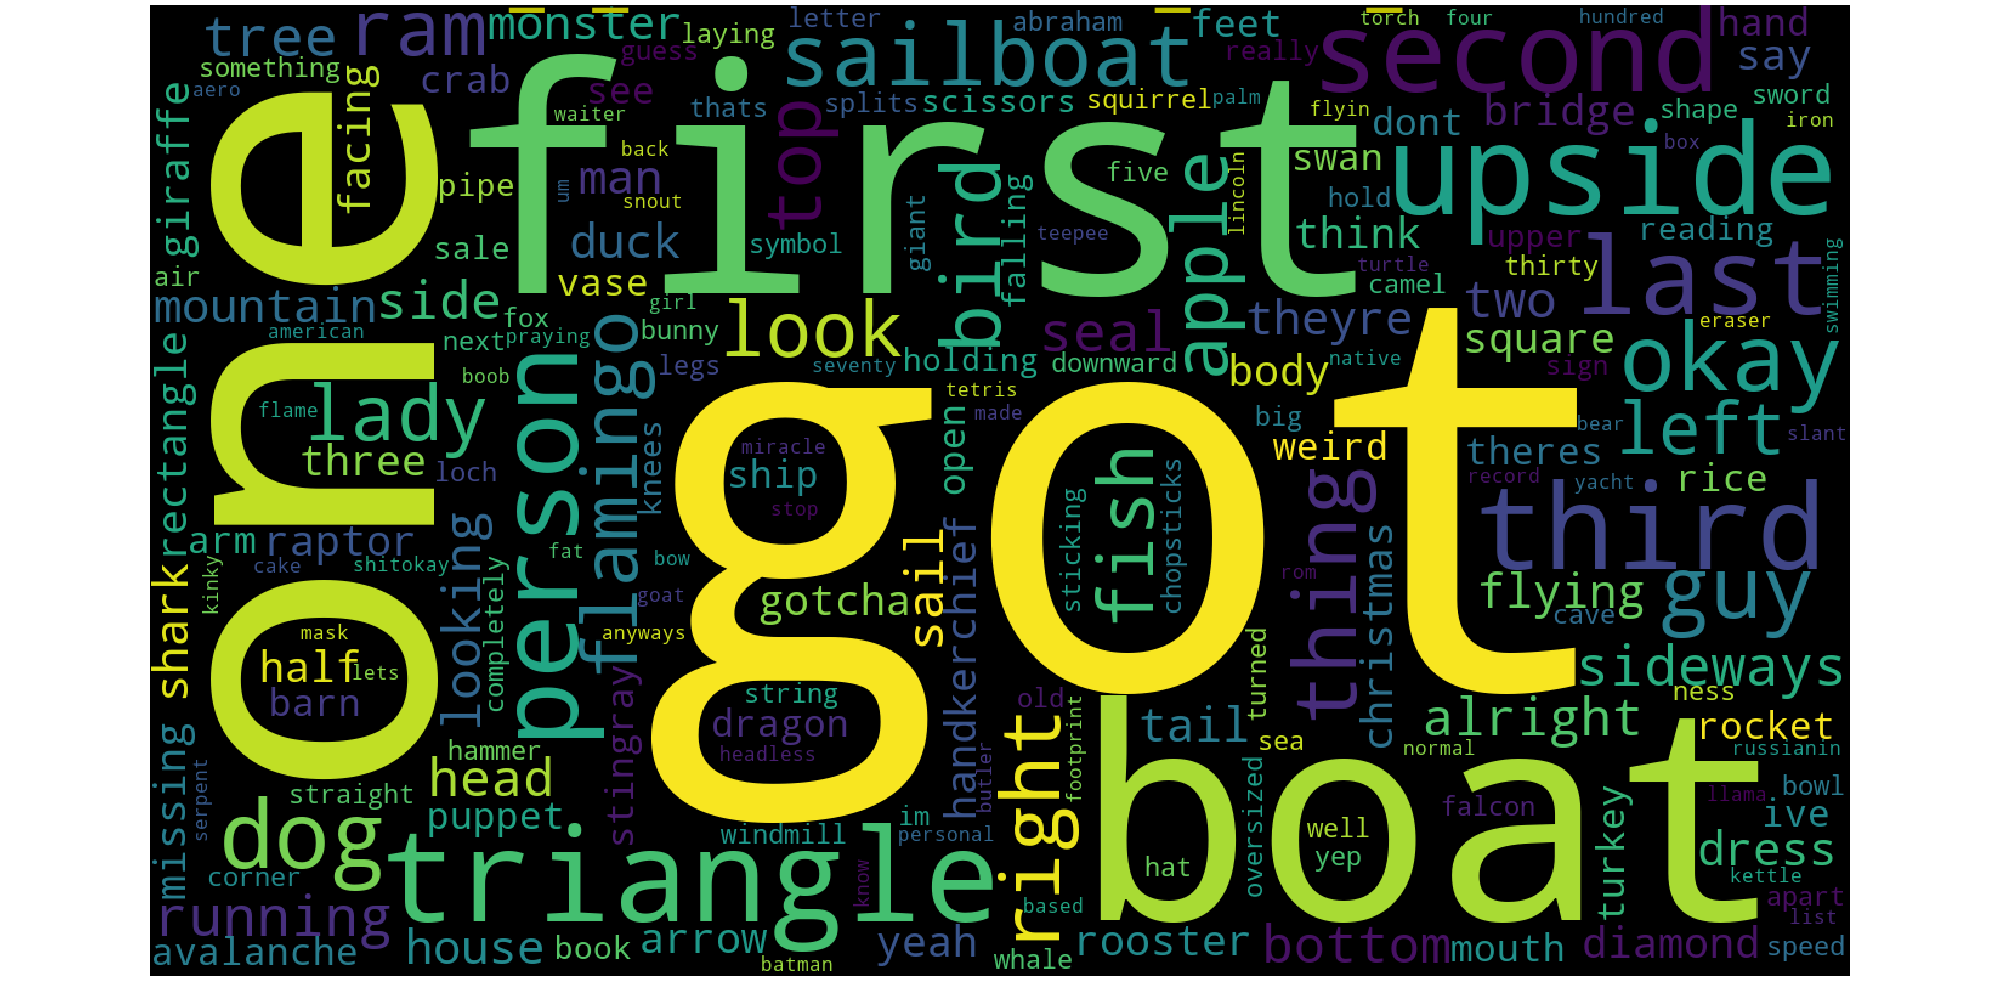 tree
ram
monster
laying
letter
abraham
feet
torch
four
hundred
hand
something
aero
facing
crab
guess
see
sailboat
really
second
say
giraffe
waiter
thats
top
splits
scissors
squirrel
palm
flyin
dont
bridge
shape
sword
iron
one
first
back
pipe
um
man
snout
bird
five
apple
lincoln
swan
box
hold
upside
sale
duck
symbol
giant
falling
teepee
think
upper
reading
air
vase
turtle
thirty
camel
last
swimming
mountain
side
girl
american
fox
next
praying
bunny
look
seal
theyre
two
eraser
rectangle
person
flamingo
boob
legs
seventy
holding
downward
body
native
square
sign
okay
flame
lady
tetris
made
big
bear
slant
three
loch
knees
miracle
ship
stop
open
got
fish
chopsticks
sticking
weird
theres
left
record
yacht
rice
arm
raptor
looking
cake
shitokay
kinky
fat
bow
goat
gotcha
sail
handkerchief
thing
rom
christmas
third
flying
cave
guy
shark
mask
half
lets
barn
completely
anyways
stingray
string
dragon
headless
old
right
footprint
turned
tail
sea
normal
alright
sideways
ness
rocket
russianin
missing
serpent
hammer
head
straight
puppet
windmill
im
personal
butler
boat
oversized
falcon
well
yep
hat
turkey
llama
bowl
ive
dress
kettle
dog
corner
triangle
know
based
apart
list
running
avalanche
house
book
arrow
batman
yeah
whale
rooster
bottom
mouth
diamond
speed